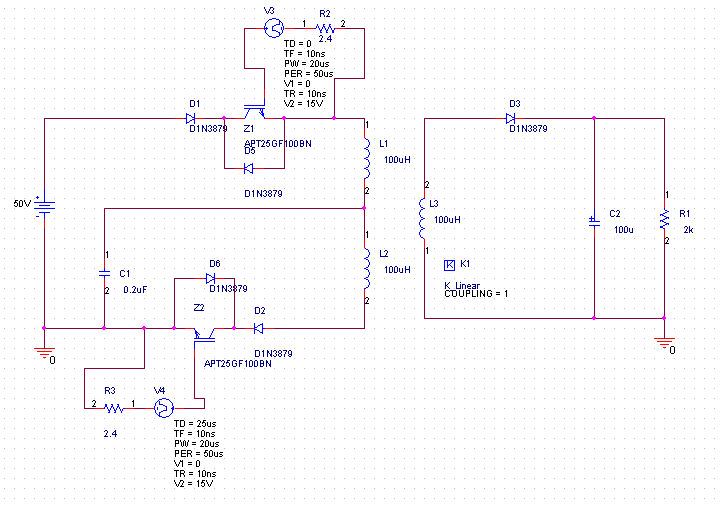 V3
R2
1
2
2.4
TD = 0
TF = 10ns
PW = 20us
PER = 50us
V1 = 0
TR = 10ns
V2 = 15V
D1
D1N3879
Z1
APT25GF100BN
D5
D1N3879
D3
D1N3879
1
L1
100uH
2
50V
2
L3
100uH
1
C2
100u
1
R1
2k
2
1
L2
100uH
2
K K1
K_Linear
COUPLING = 1
1
C1
0.2uF
2
D6
D1N3879
Z2
D2
D1N3879
APT25GF100BN
0
0
R3
2
1
2.4
V4
TD = 25us
TF = 10ns
PW = 20us
PER = 50us
V1 = 0
TR = 10ns
V2 = 15V